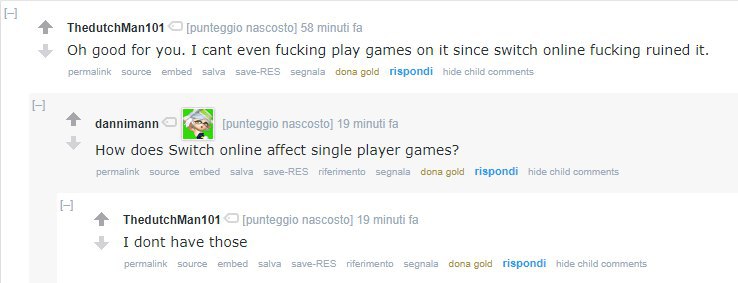 [–]
ThedutchMan101 [punteggio nascosto] 58 minuti fa
Oh good for you. I cant even fucking play games on it since switch online fucking ruined it.
permalink source embed salva save-RES segnala dona gold rispondi hide child comments
[–]
dannimann [punteggio nascosto] 19 minuti fa
How does Switch online affect single player games?
permalink source embed salva save-RES riferimento segnala dona gold rispondi hide child comments
[–]
ThedutchMan101 [punteggio nascosto] 19 minuti fa
I dont have those
permalink source embed salva save-RES riferimento segnala dona gold rispondi hide child comments